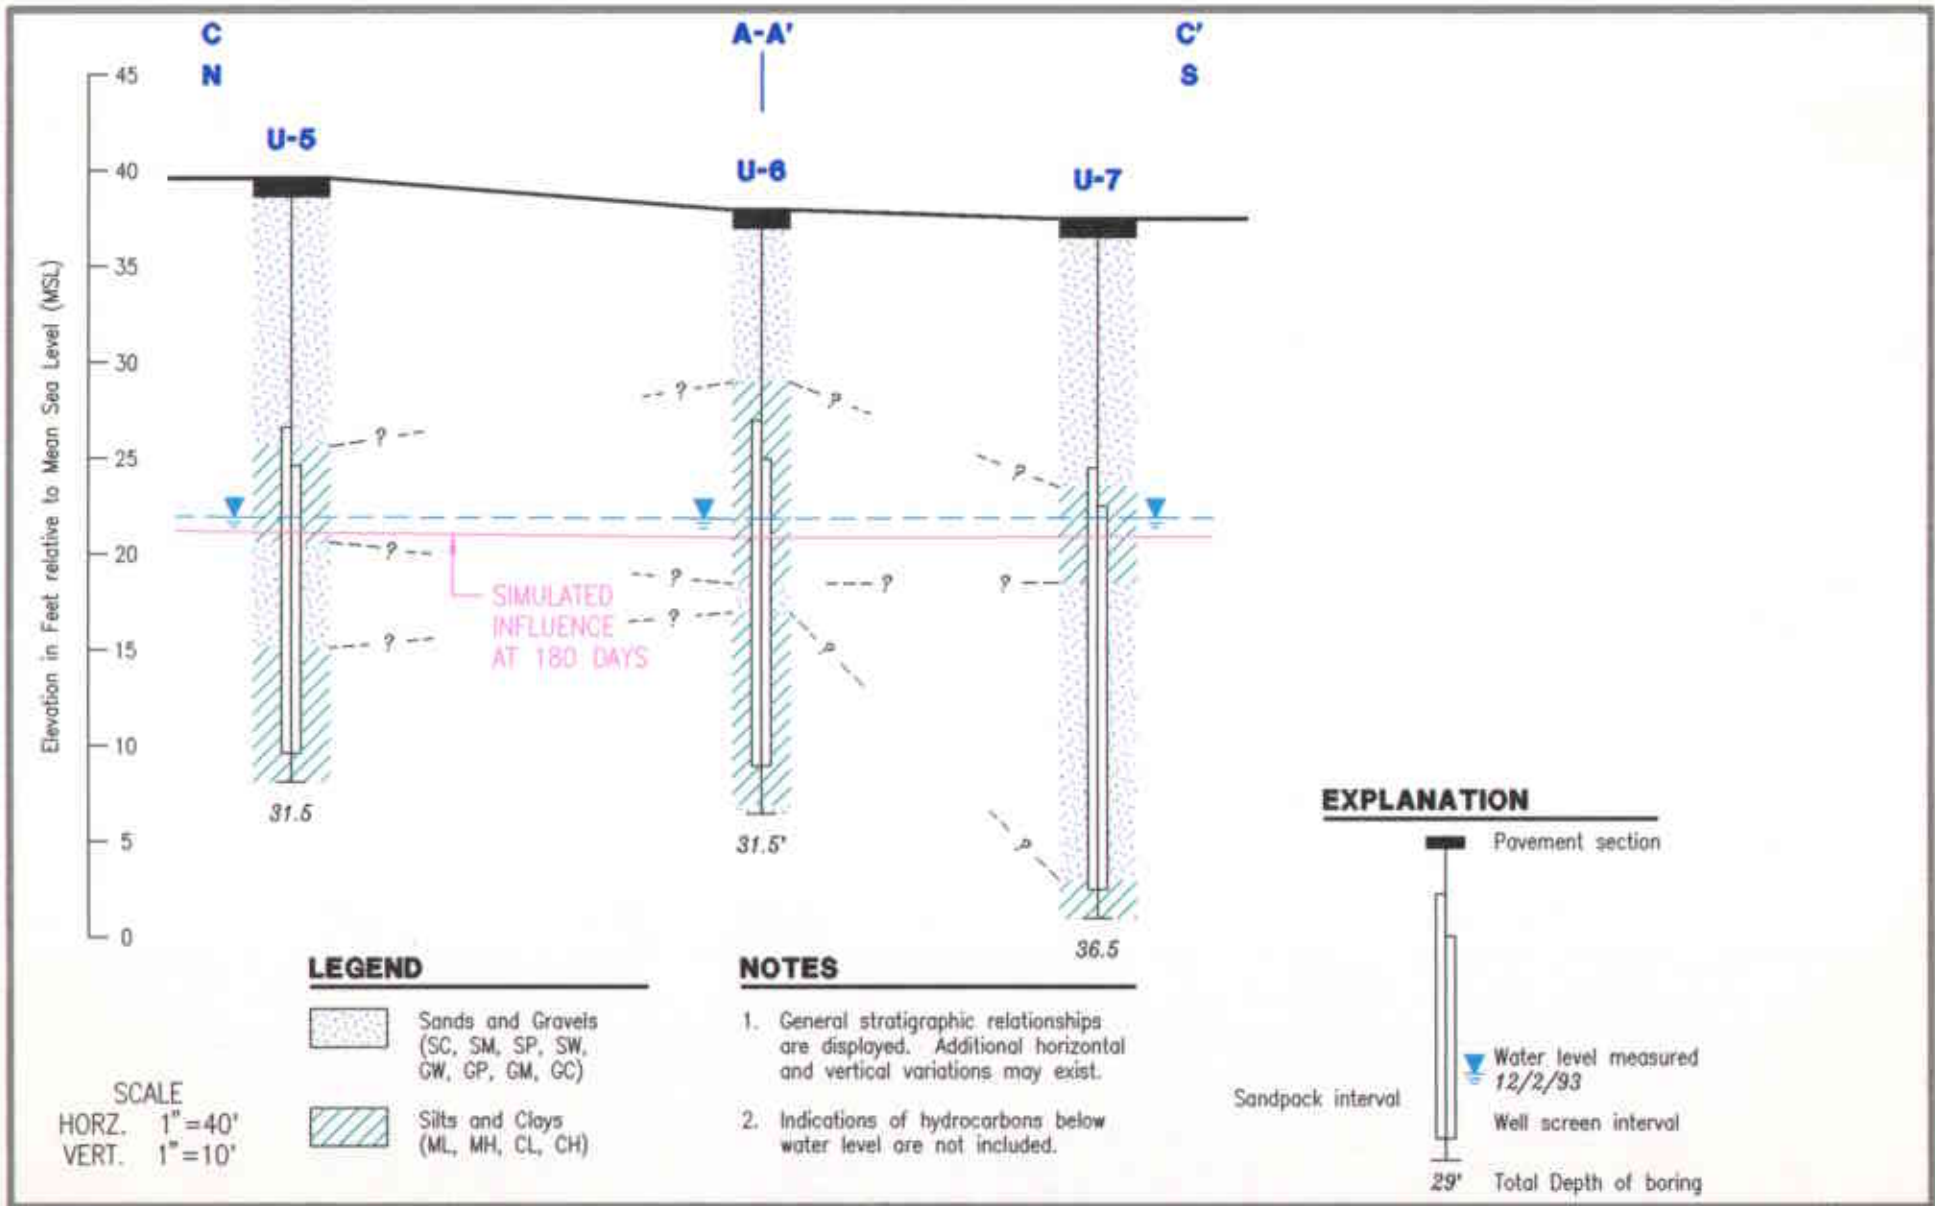 C
N
A-A'
C'
S
U-5
U-6
U-7
Elevation in Feet relative to Mean Sea Level (MSL)
45
40
35
30
25
20
15
10
5
0
?
?
?
?
?
?
?
?
?
?
?
?
?
SIMULATED
INFLUENCE
AT 180 DAYS
31.5
31.5'
36.5
EXPLANATION
Pavement section
Water level measured
12/2/93
Sandpack interval
Well screen interval
29' Total Depth of boring
LEGEND
Sands and Gravels
(SC, SM, SP, SW,
GW, GP, GM, GC)
Silts and Clays
(ML, MH, CL, CH)
NOTES
1. General stratigraphic relationships
are displayed. Additional horizontal
and vertical variations may exist.
2. Indications of hydrocarbons below
water level are not included.
SCALE
HORZ. 1"=40'
VERT. 1"=10'